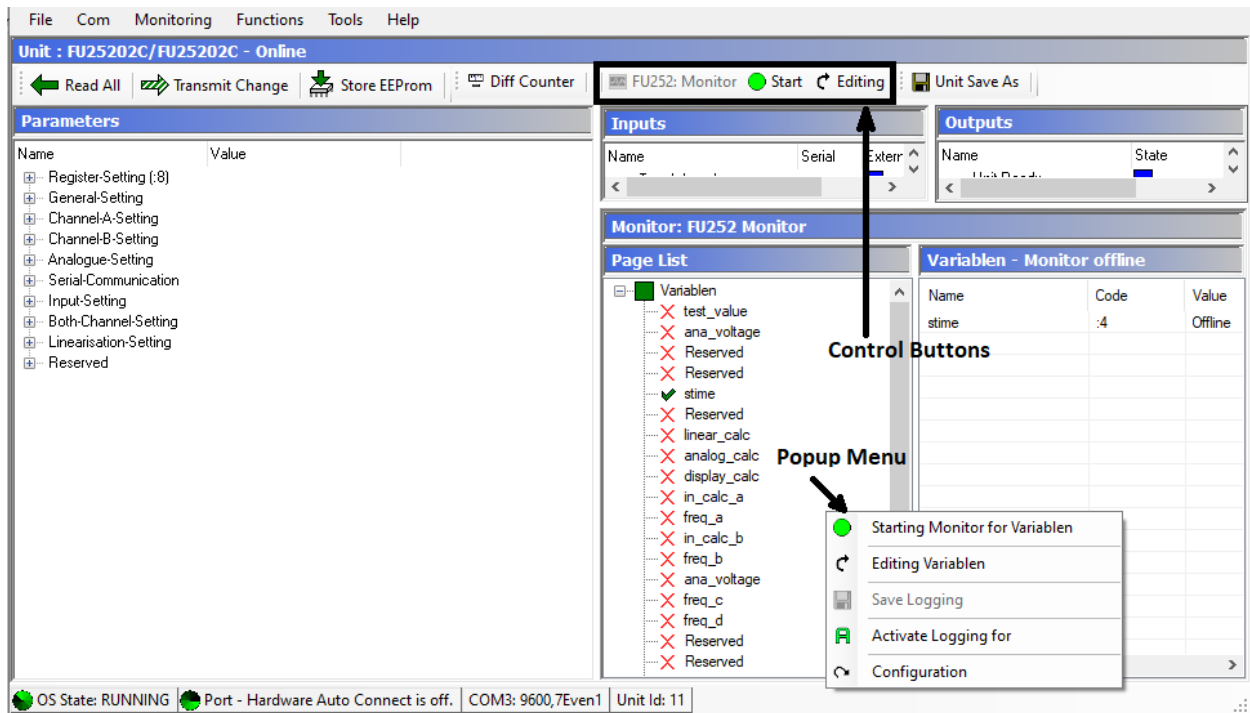 File Com Monitoring Functions Tools Help
Unit : FU25202C/FU25202C - Online
Read All Transmit Change Store EEProm Diff Counter FU252: Monitor Start Editing Unit Save As
Parameters
Name Value
Register-Setting (:8)
General-Setting
Channel-A-Setting
Channel-B-Setting
Analogue-Setting
Serial-Communication
Input-Setting
Both-Channel-Setting
Linearisation-Setting
Reserved
Inputs
Name Serial Extern
Outputs
Name State
Unit Ready
Monitor: FU252 Monitor
Page List
Variablen
test_value
ana_voltage
Reserved
Reserved
stime
Reserved
linear_calc
analog_calc
display_calc
in_calc_a
freq_a
in_calc_b
freq_b
ana_voltage
freq_c
freq_d
Reserved
Reserved
Variablen - Monitor offline
Name Code Value
stime :4 Offline
Control Buttons
Popup Menu
Starting Monitor for Variablen
Editing Variablen
Save Logging
Activate Logging for
Configuration
OS State: RUNNING Port - Hardware Auto Connect is off. COM3: 9600,7Even1 Unit Id: 11